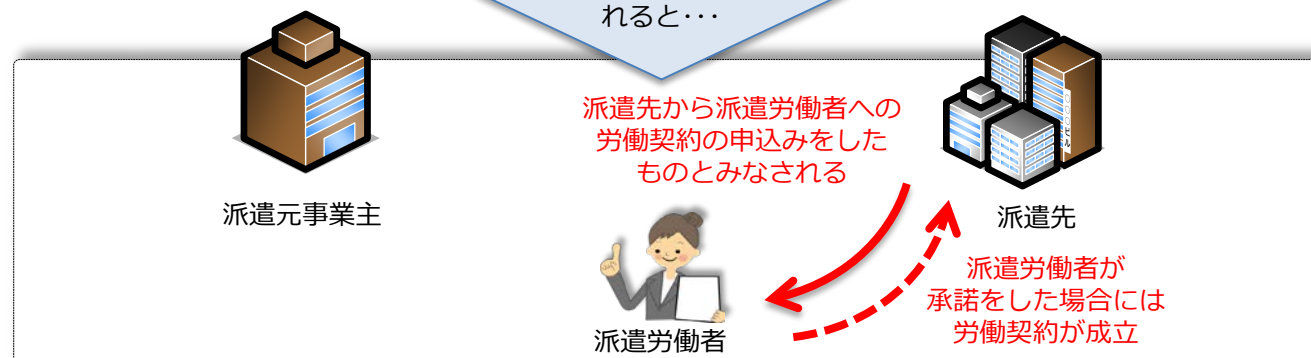 れると･･･
派遣先から派遣労働者への
労働契約の申込みをした
ものとみなされる
○○○ビル
派遣元事業主
派遣先
派遣労働者が
承諾をした場合には
労働契約が成立
派遣労働者